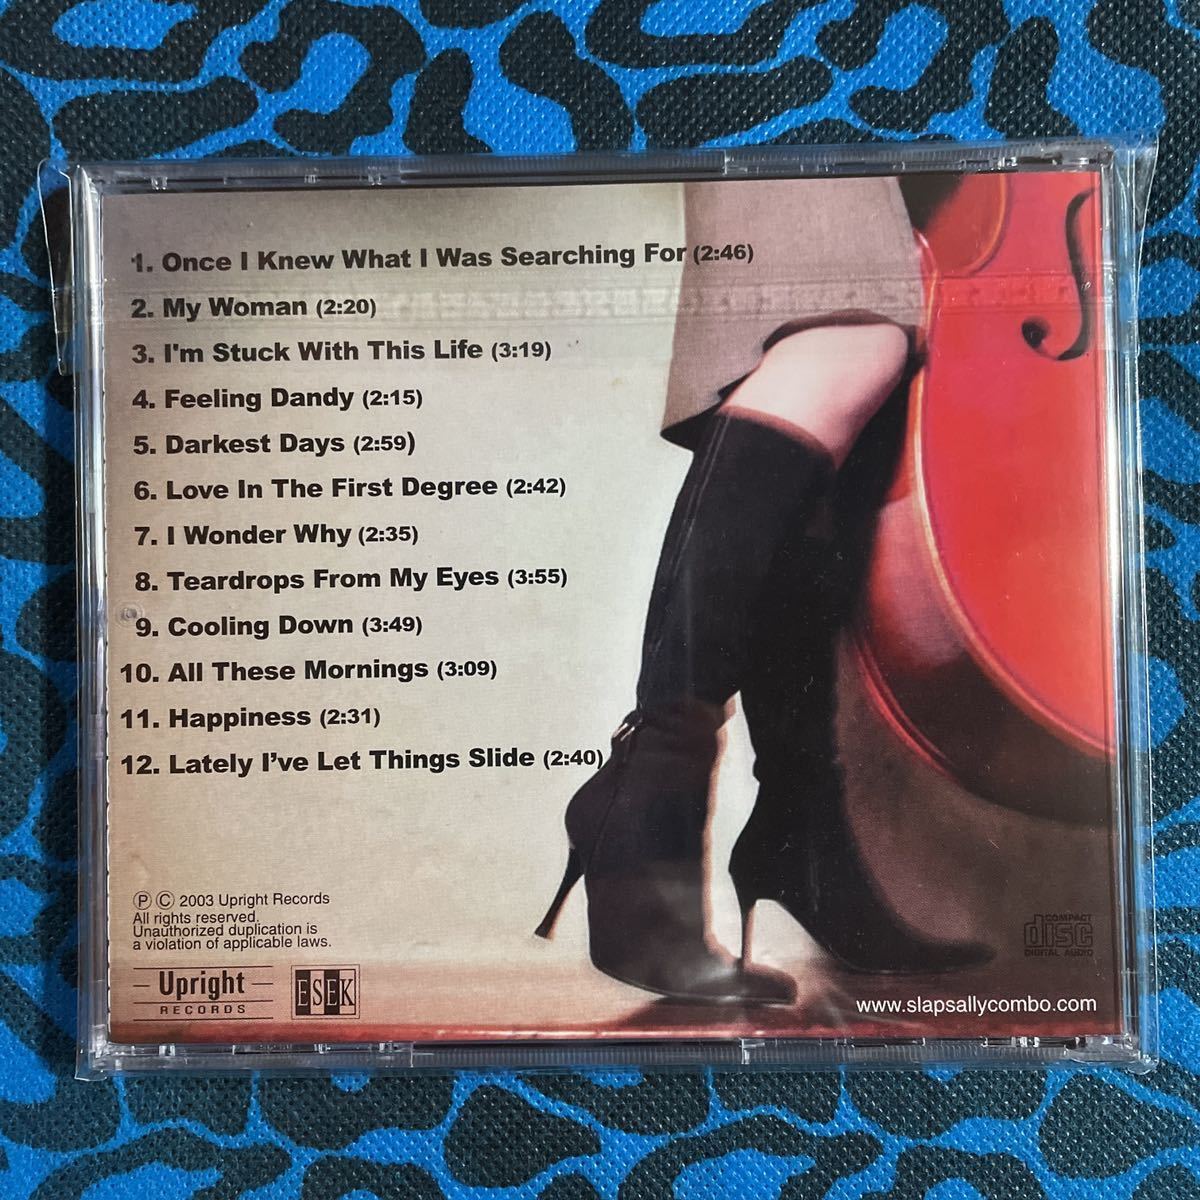 1. Once I Knew What I Was Searching For (2:46)
2. My Woman (2:20)
3. I'm Stuck With This Life (3:19)
4. Feeling Dandy (2:15)
5. Darkest Days (2:59)
6. Love In The First Degree (2:42)
7. I Wonder Why (2:35)
8. Teardrops From My Eyes (3:55)
9. Cooling Down (3:49)
10. All These Mornings (3:09)
11. Happiness (2:31)
12. Lately I’ve Let Things Slide (2:40)
Ⓟ Ⓒ 2003 Upright Records
All rights reserved.
Unauthorized duplication is
a violation of applicable laws.
Upright
RECORDS
ESEK
COMPACT
disc
DIGITAL AUDIO
www.slapsallycombo.com